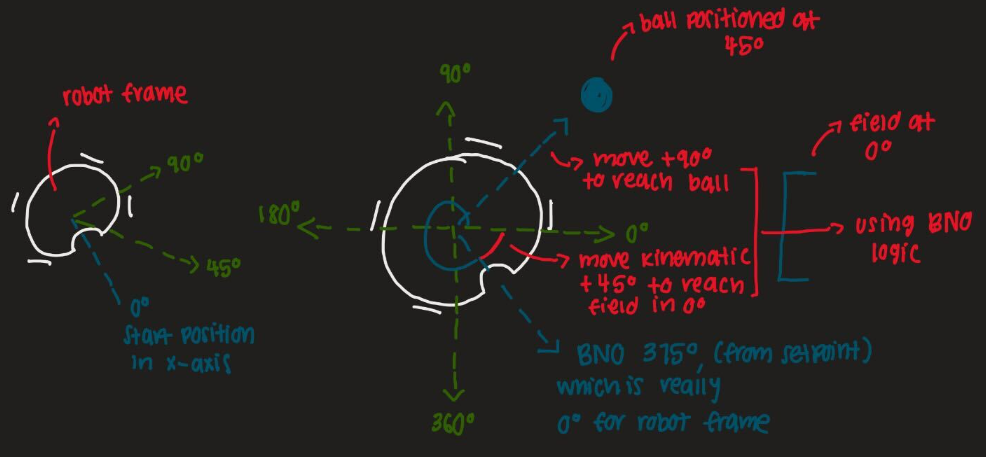 ball positioned at
45°
robot frame
90°
90°
field at
0°
move +90°
to reach ball
180°
0°
using BNO
logic
45°
move kinematic
+45° to reach
field in 0°
0°
start position
in x-axis
BNO 315°, (from setpoint)
which is really
0° for robot frame
360°